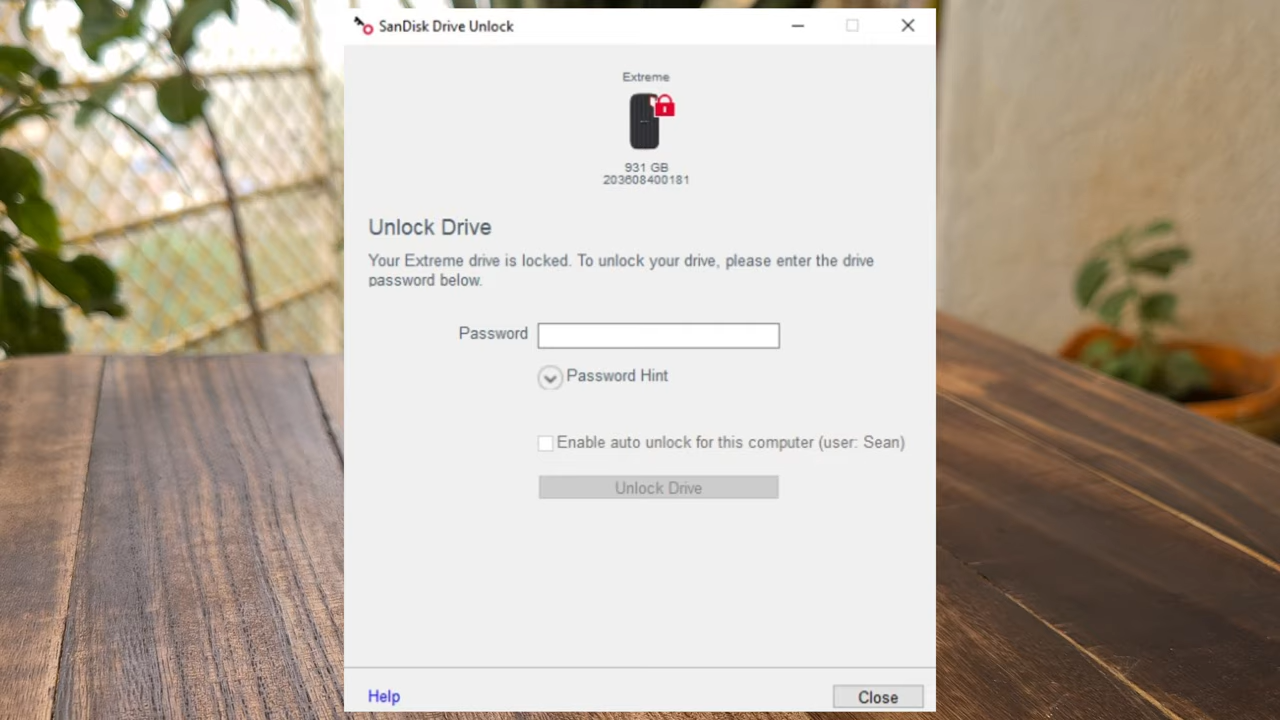 SanDisk Drive Unlock
Extreme
931 GB
203608400181
Unlock Drive
Your Extreme drive is locked. To unlock your drive, please enter the drive
password below.
Password
Password Hint
Enable auto unlock for this computer (user: Sean)
Unlock Drive
Help
Close